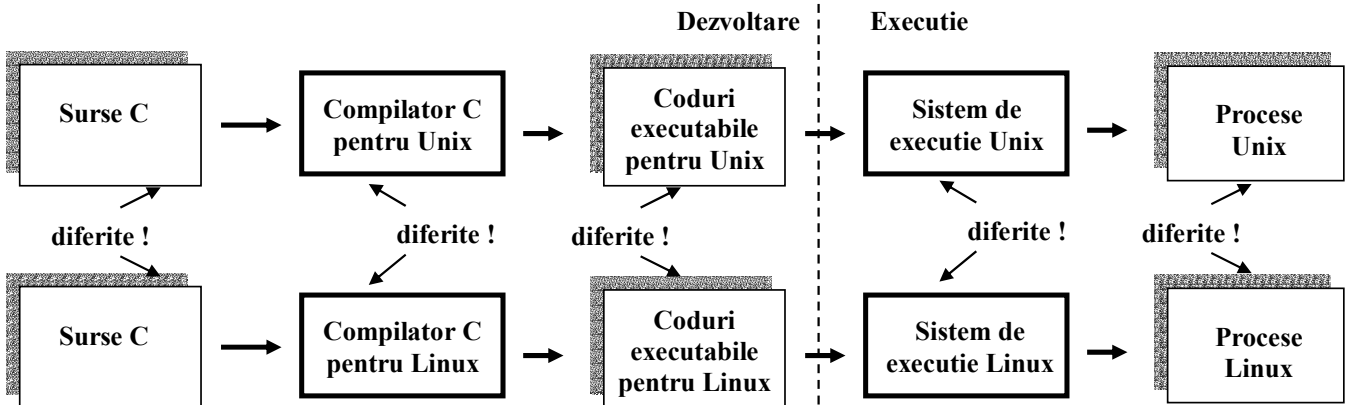 Dezvoltare
Executie
Surse C
Compilator C
pentru Unix
Coduri
executabile
pentru Unix
Sistem de
executie Unix
Procese
Unix
diferite !
diferite !
diferite !
diferite !
diferite !
Surse C
Compilator C
pentru Linux
Coduri
executabile
pentru Linux
Sistem de
executie Linux
Procese
Linux